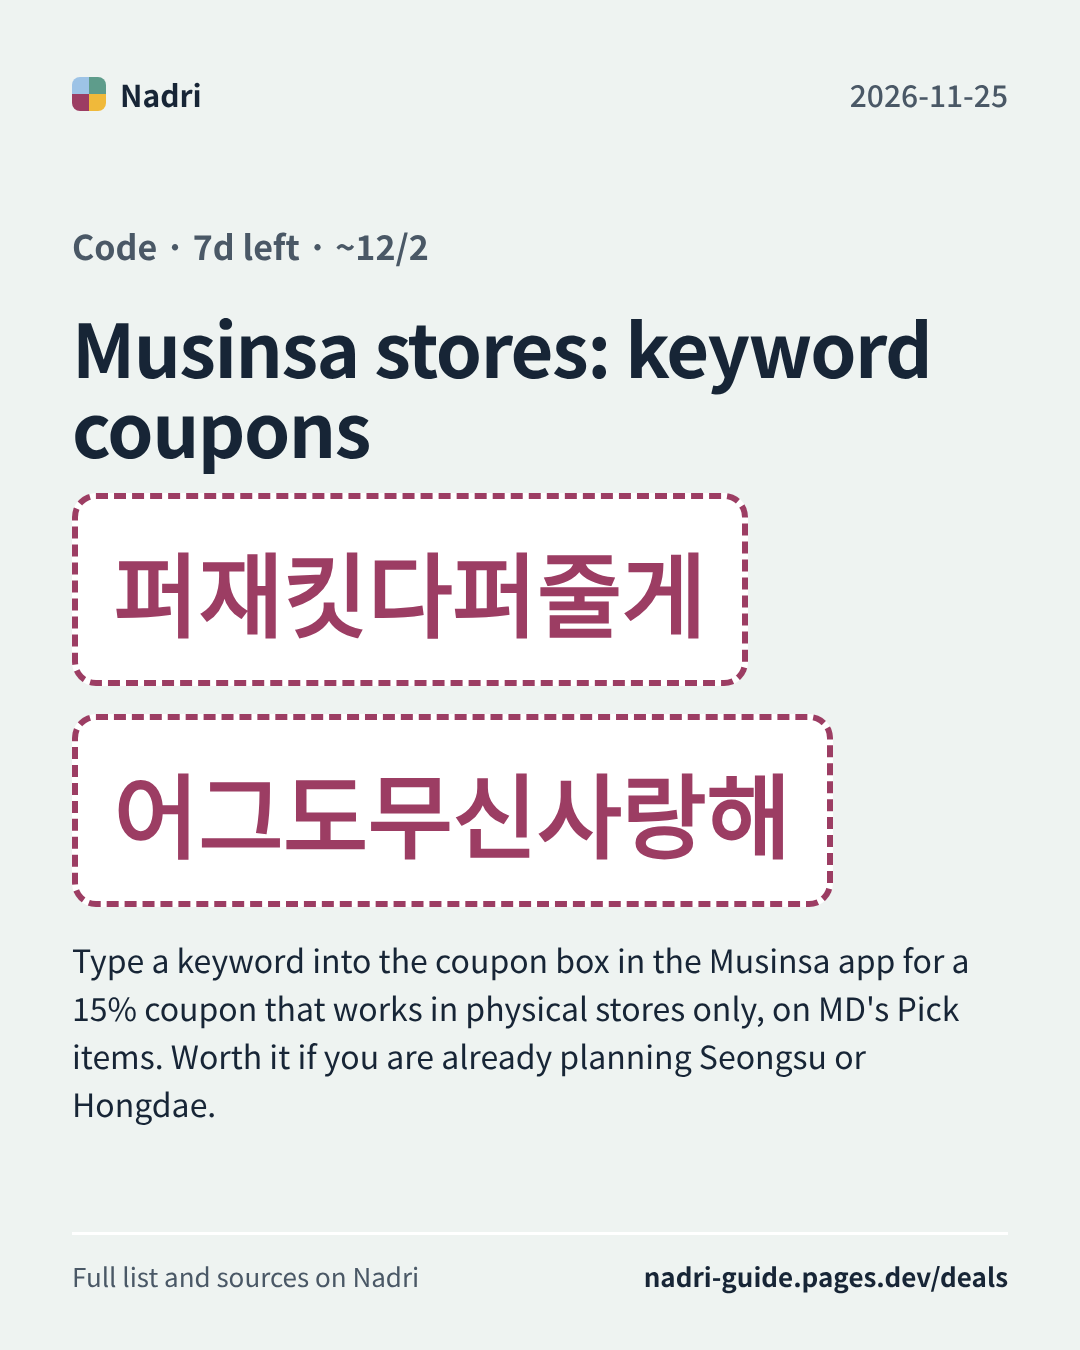 Nadri
2026-11-25
Code · 7d left · ~12/2
Musinsa stores: keyword
coupons
퍼재킷다퍼줄게
어그도무신사랑해
Type a keyword into the coupon box in the Musinsa app for a
15% coupon that works in physical stores only, on MD's Pick
items. Worth it if you are already planning Seongsu or
Hongdae.
Full list and sources on Nadri
nadri-guide.pages.dev/deals